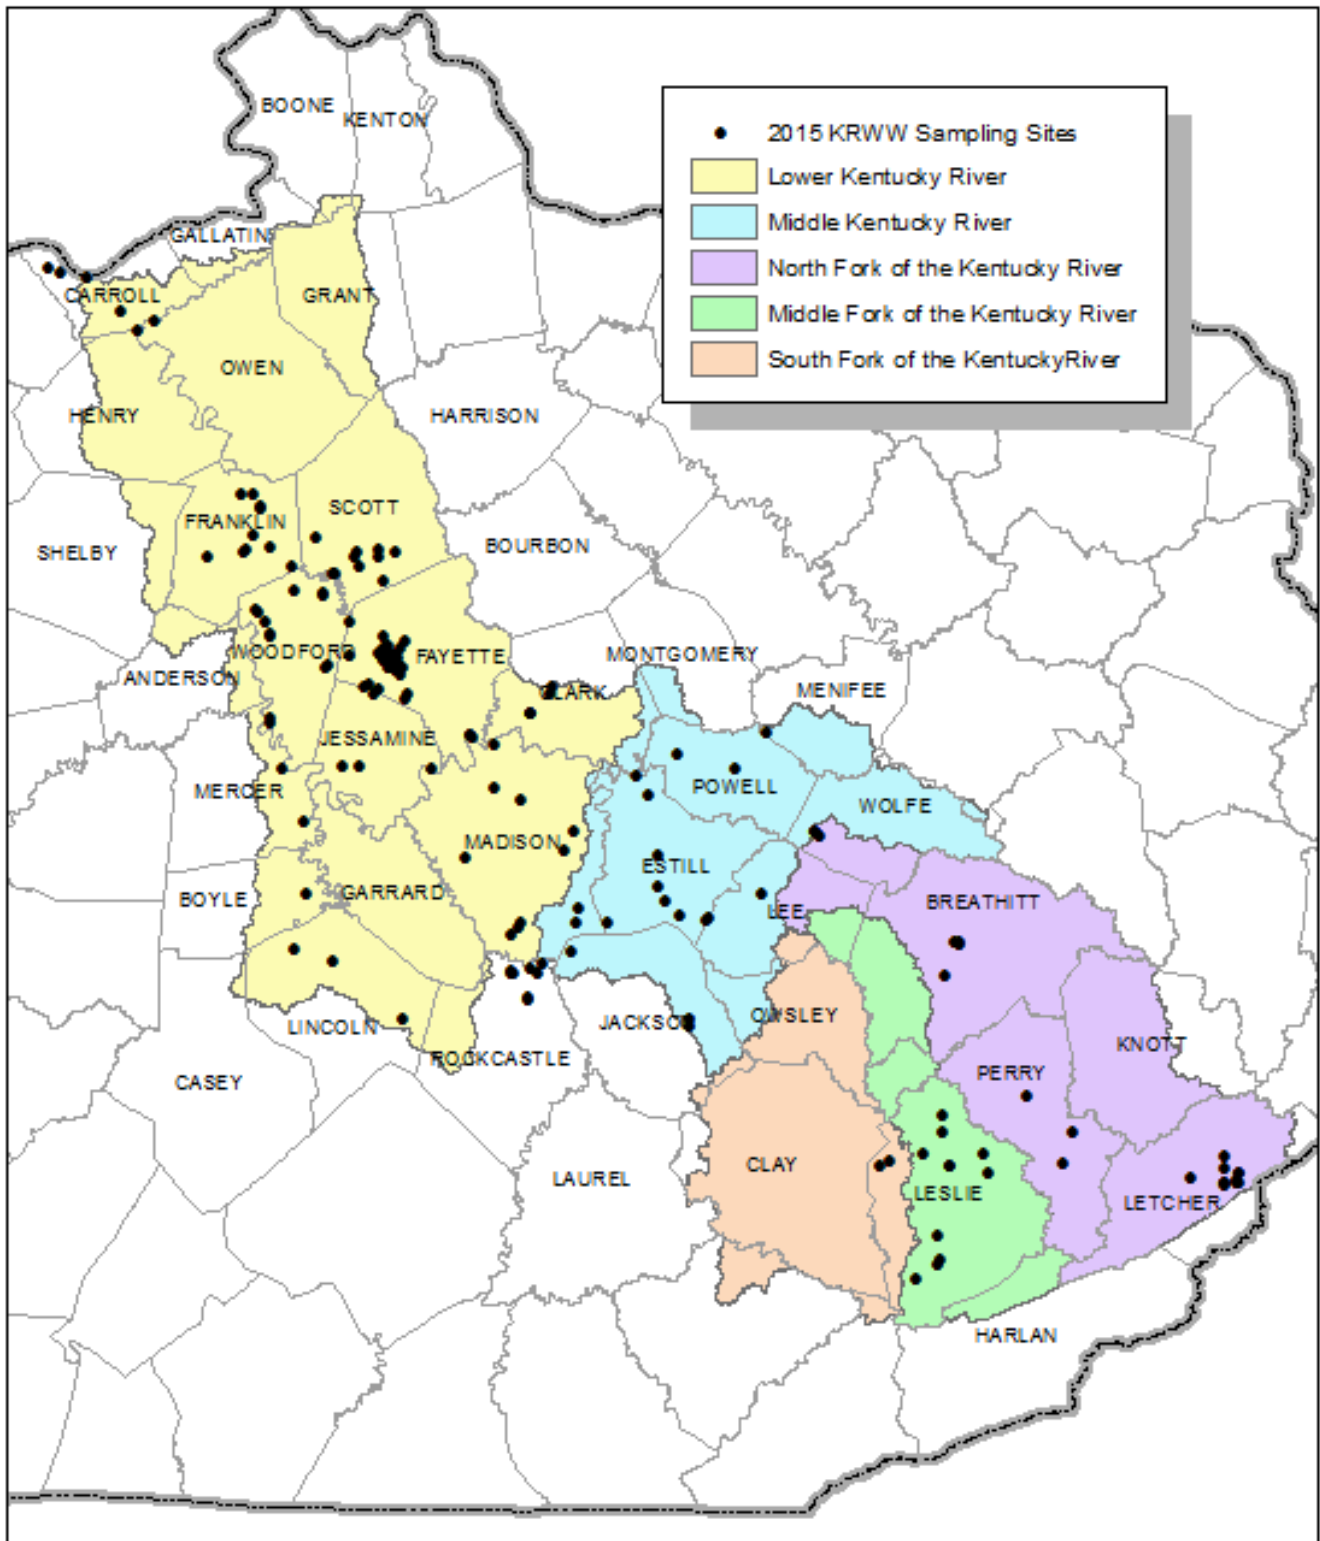 BOONE
KENTON
2015 KRWW Sampling Sites
Lower Kentucky River
Middle Kentucky River
North Fork of the Kentucky River
Middle Fork of the Kentucky River
South Fork of the KentuckyRiver
GALLATIN
CARROLL
GRANT
OWEN
HENRY
HARRISON
SCOTT
FRANKLIN
SHELBY
BOURBON
WOODFORD
FAYETTE
MONTGOMERY
ANDERSON
CLARK
MENIFEE
JESSAMINE
MERCER
POWELL
WOLFE
MADISON
ESTILL
BOYLE
GARRARD
LEE
BREATHITT
LINCOLN
JACKSON
OWSLEY
ROCKCASTLE
KNOTT
PERRY
CASEY
CLAY
LAUREL
LESLIE
LETCHER
HARLAN